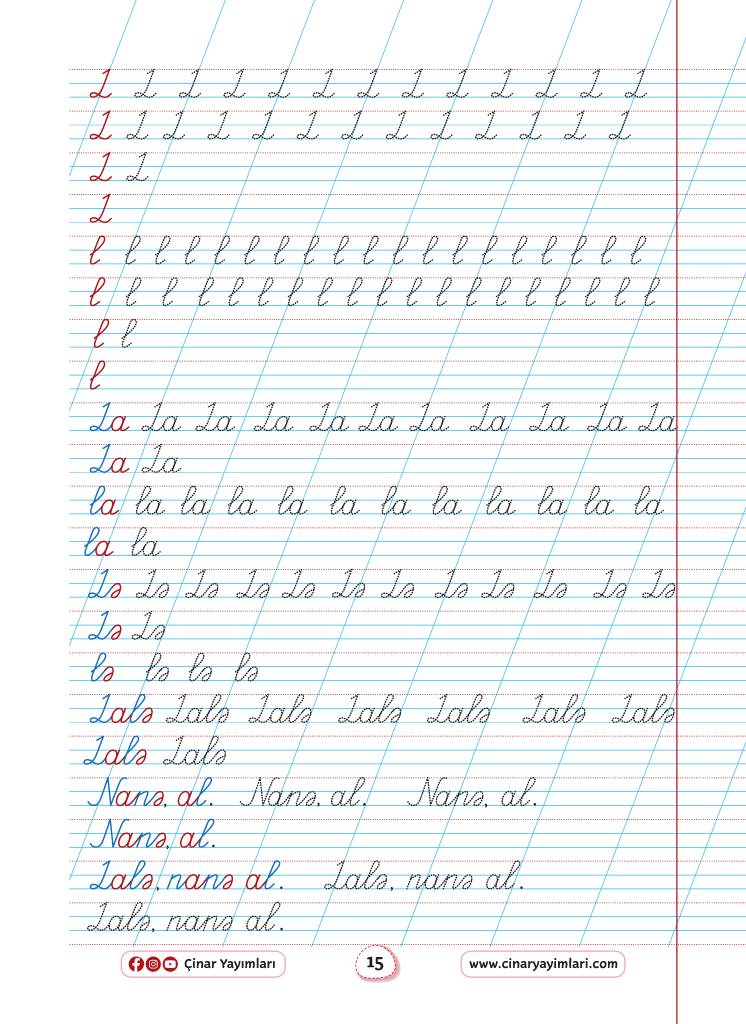 L L L L L L L L L L L L L
L L L L L L L L L L L L L
L L
L
l l l l l l l l l l l l l l l l l l l
l l l l l l l l l l l l l l l l l l l
l l
l
La La La La La La La La La La La
La La
la la la la la la la la la la la la
la la
Lə Lə Lə Lə Lə Lə Lə Lə Lə Lə Lə Lə
Lə Lə
lə lə lə lə
Lalə Lalə Lalə Lalə Lalə Lalə Lalə
Lalə Lalə
Nanə, al. Nanə, al. Nanə, al.
Nanə, al.
Lalə, nanə al. Lalə, nanə al.
Lalə, nanə al.
Çinar Yayımları 15 www.cinaryayimlari.com